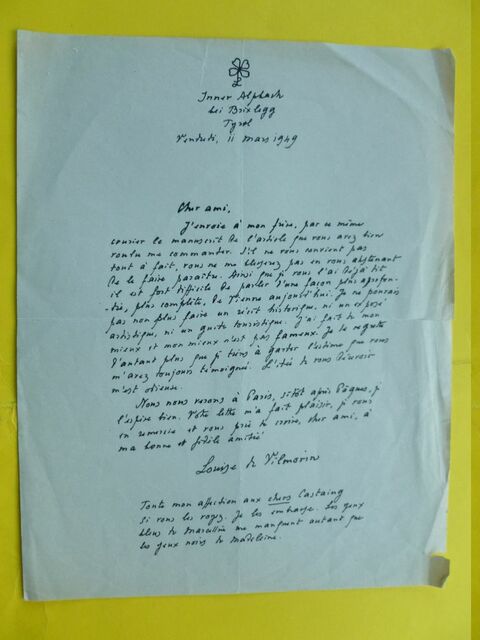 Inner Alpbach
bei Brixlegg
Tyrol
Vendredi, 11 mars 1949
Cher ami,
J'envoie à mon frère, par ce même
courier le manuscrit de l'article que vous avez bien
voulu me commander. S'il ne vous convient pas
tout à fait, vous ne me blesserez pas en vous abstenant
de le faire paraître. Ainsi que je vous l'ai déjà dit
il est fort difficile de parler d'une façon plus aprofon-
die, plus complète, de Vienne aujourd'hui. Je ne pouvais
pas non plus faire un récit historique, ni un exposé
artistique, ni un guide touristique. J'ai fait de mon
mieux et mon mieux n'est pas fameux. Je le regrette
d'autant plus que je tiens à garder l'estime que vous
m'avez toujours témoignée. L'idée de vous décevoir
m'est odieuse.
Nous nous verons à Paris, sitôt après Pâques, je
l'espère bien. Votre lettre m'a fait plaisir, je vous
en remercie et vous prie de croire, cher ami, à
ma bonne et fidèle amitié
Louise de Vilmorin
Toute mon affection aux chers Castaing
si vous les voyez. Je les embrasse. Les yeux
bleus de Marcellin me manquent autant que
les yeux noirs de Madeleine.